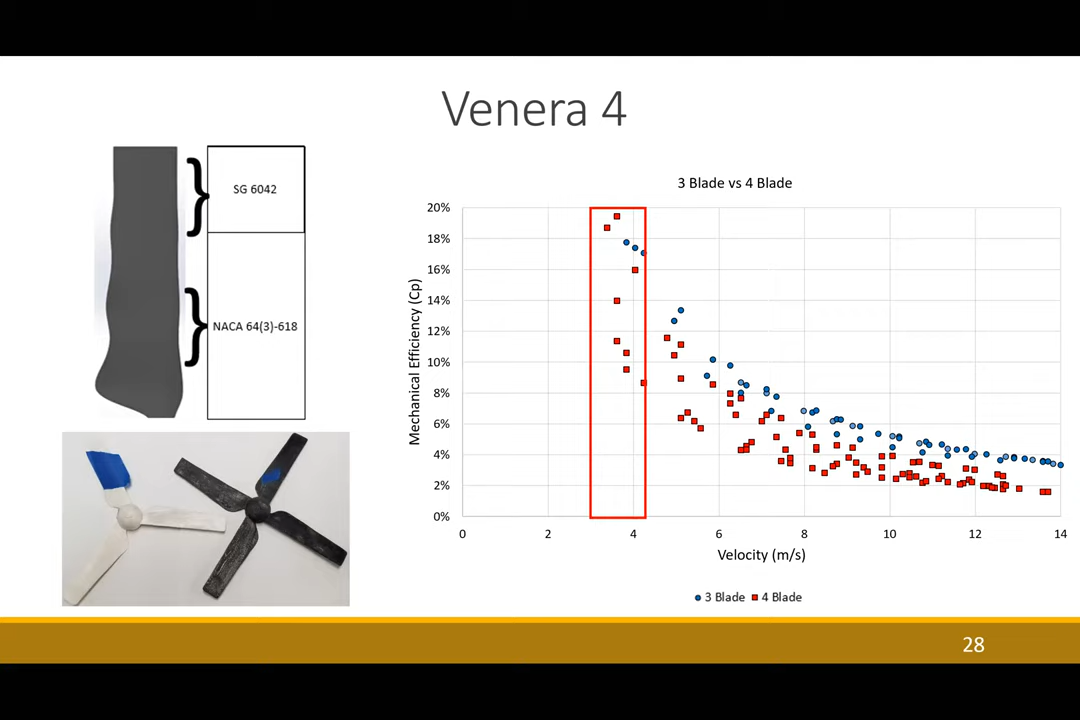 Venera 4
SG 6042
NACA 64(3)-618
3 Blade vs 4 Blade
Mechanical Efficiency (Cp)
20%
18%
16%
14%
12%
10%
8%
6%
4%
2%
0%
0 2 4 6 8 10 12 14
Velocity (m/s)
3 Blade 4 Blade
28